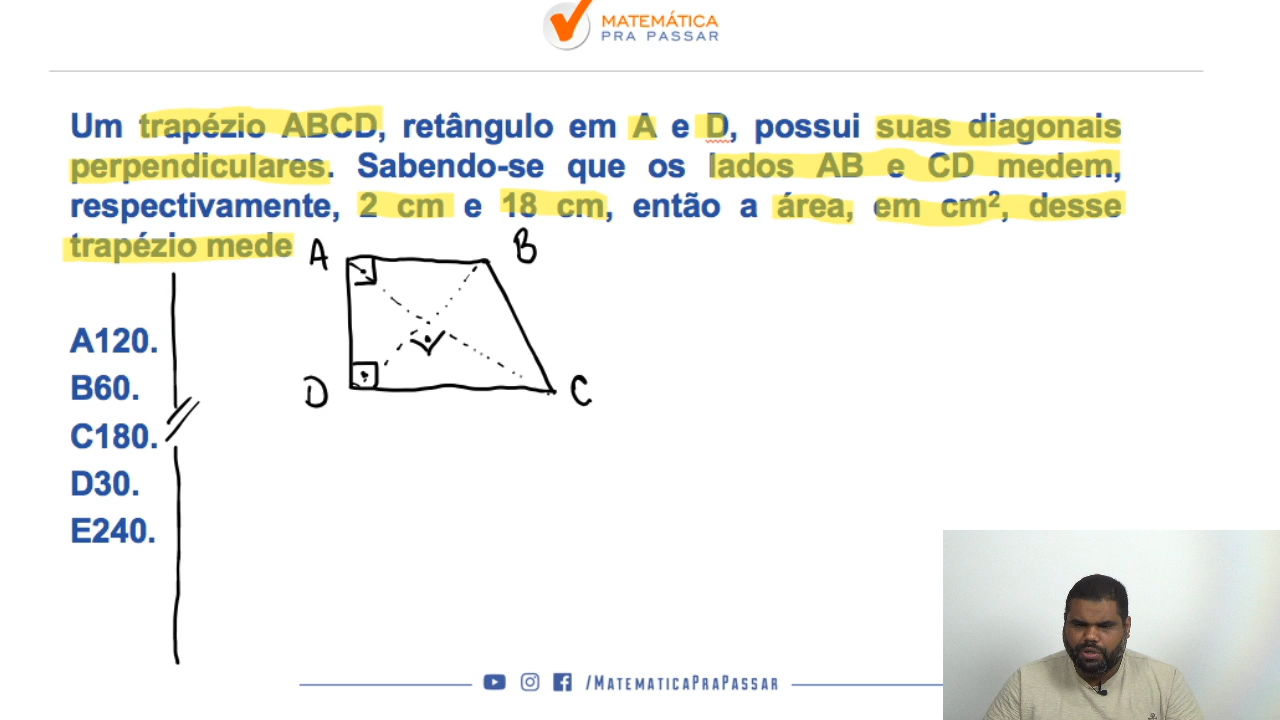 MATEMÁTICA
PRA PASSAR
Um trapézio ABCD, retângulo em A e D, possui suas diagonais
perpendiculares. Sabendo-se que os lados AB e CD medem,
respectivamente, 2 cm e 18 cm, então a área, em cm², desse
trapézio mede
A B
A120.
B60.
D C
C180.
D30.
E240.
/MATEMATICAPRAPASSAR